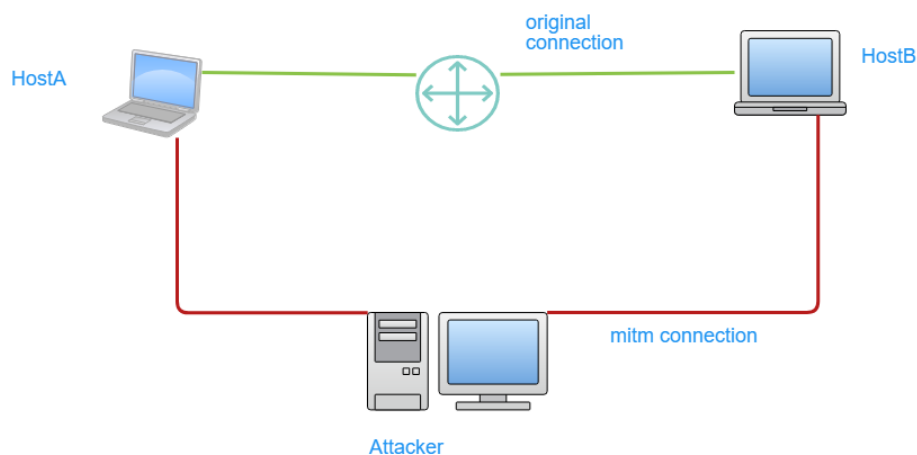 original
connection
HostA
HostB
mitm connection
Attacker